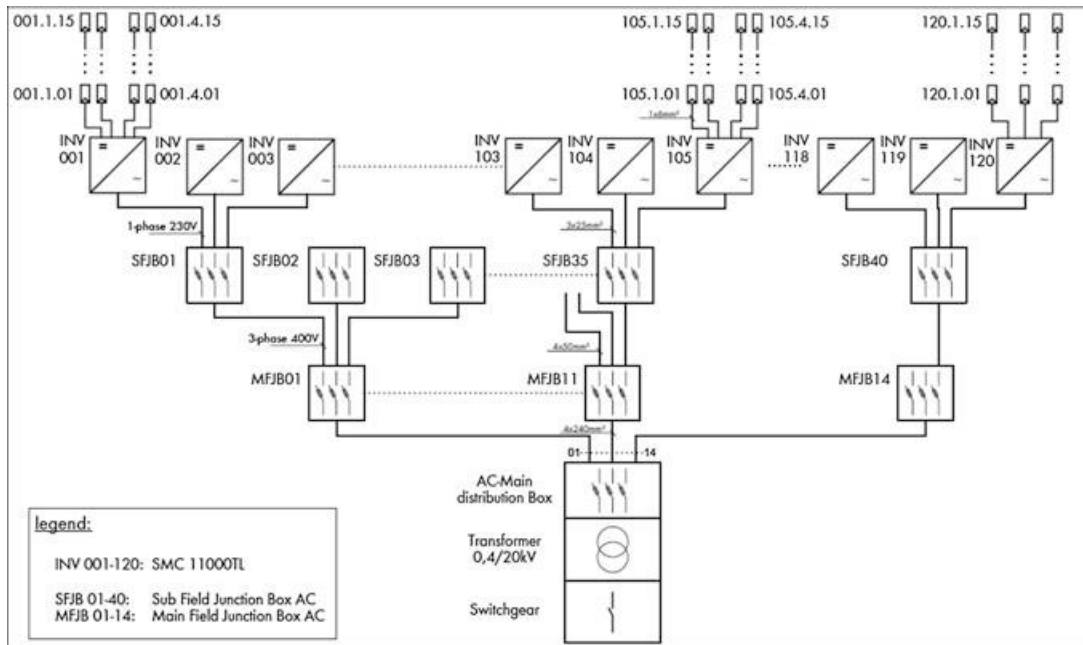 001.1.15
001.4.15
105.1.15
105.4.15
120.1.15
001.1.01
001.4.01
105.1.01
105.4.01
120.1.01
1x6mm²
INV
001
INV
002
INV
003
INV
103
INV
104
INV
105
INV
118
INV
119
INV
120
1-phase 230V
3x25mm²
SFJB01
SFJB02
SFJB03
SFJB35
SFJB40
3-phase 400V
4x50mm²
MFJB01
MFJB11
MFJB14
4x240mm²
01
14
AC-Main
distribution Box
Transformer
0,4/20kV
Switchgear
legend:
INV 001-120: SMC 11000TL
SFJB 01-40: Sub Field Junction Box AC
MFJB 01-14: Main Field Junction Box AC